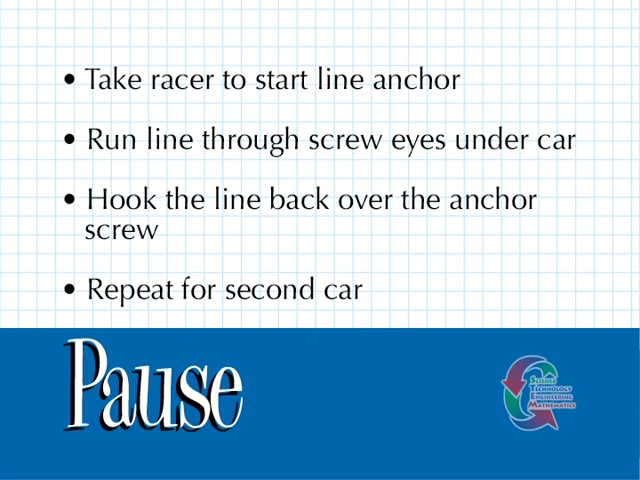 • Take racer to start line anchor
• Run line through screw eyes under car
• Hook the line back over the anchor
screw
• Repeat for second car
Pause
Science
Technology
Engineering
Mathematics